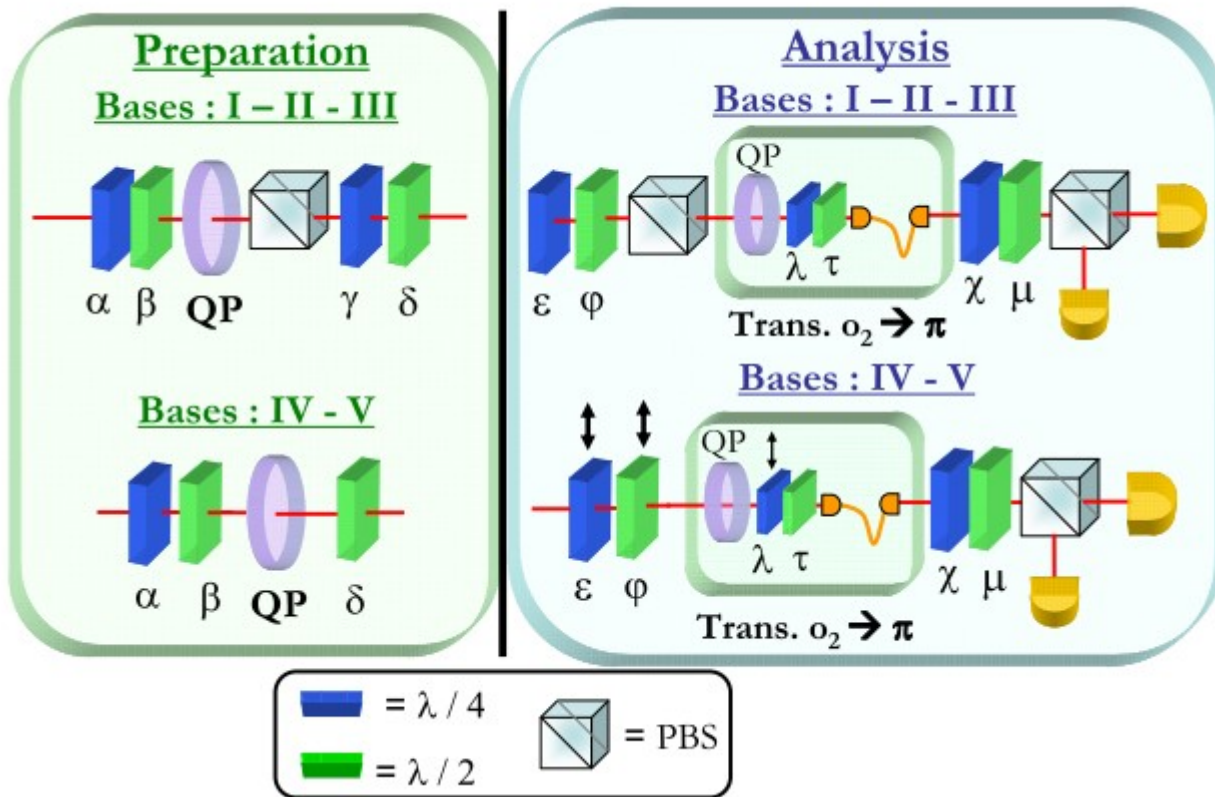 Preparation
Bases : I – II - III
α β QP γ δ
Bases : IV - V
α β QP δ
Analysis
Bases : I – II - III
QP
ε φ λ τ χ μ
Trans. o₂ → π
Bases : IV - V
QP
ε φ λ τ χ μ
Trans. o₂ → π
= λ / 4
= λ / 2
= PBS